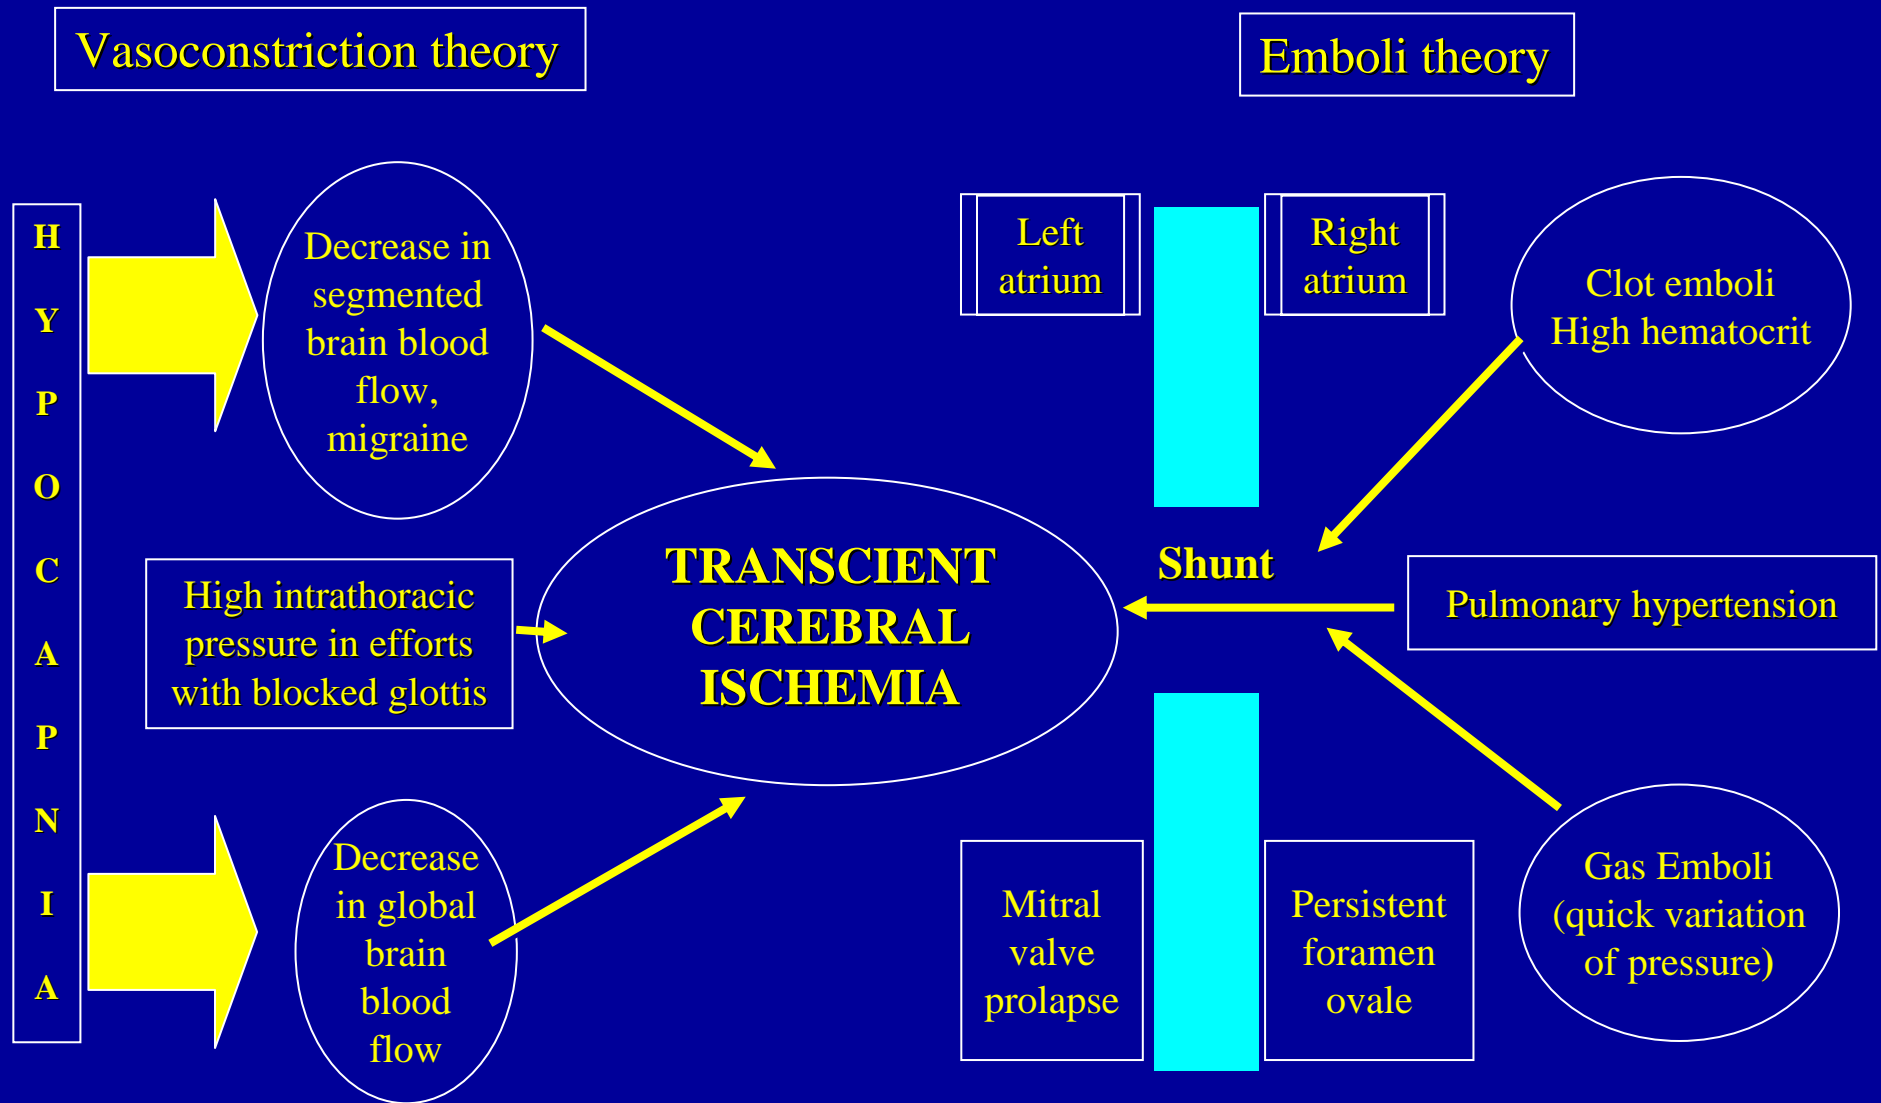 Vasoconstriction theory
Emboli theory
H
Y
P
O
C
A
P
N
I
A
Decrease in
segmented
brain blood
flow,
migraine
High intrathoracic
pressure in efforts
with blocked glottis
Decrease
in global
brain
blood
flow
TRANSCIENT
CEREBRAL
ISCHEMIA
Left
atrium
Right
atrium
Shunt
Mitral
valve
prolapse
Persistent
foramen
ovale
Clot emboli
High hematocrit
Pulmonary hypertension
Gas Emboli
(quick variation
of pressure)